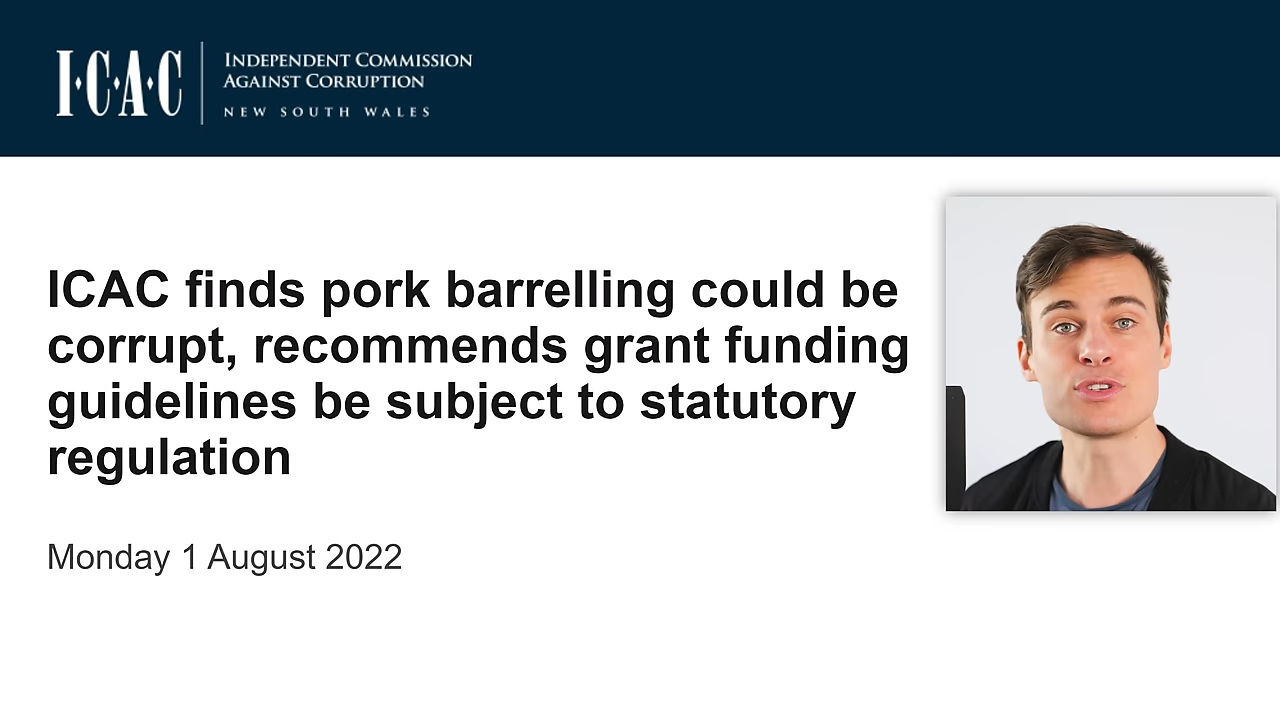 I·C·A·C
INDEPENDENT COMMISSION
AGAINST CORRUPTION
NEW SOUTH WALES
ICAC finds pork barrelling could be
corrupt, recommends grant funding
guidelines be subject to statutory
regulation
Monday 1 August 2022